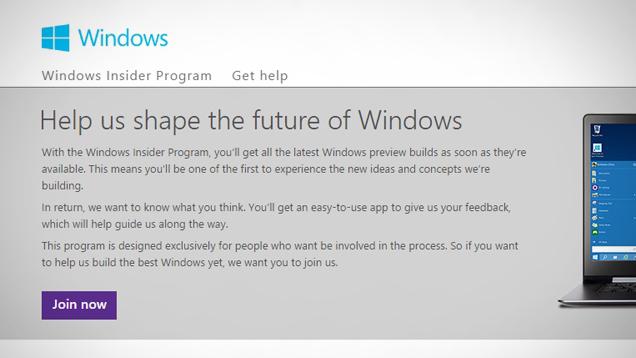 Windows
Windows Insider Program Get help
Help us shape the future of Windows
With the Windows Insider Program, you'll get all the latest Windows preview builds as soon as they're
available. This means you'll be one of the first to experience the new ideas and concepts we're
building.
In return, we want to know what you think. You'll get an easy-to-use app to give us your feedback,
which will help guide us along the way.
This program is designed exclusively for people who want be involved in the process. So if you want
to help us build the best Windows yet, we want you to join us.
Join now